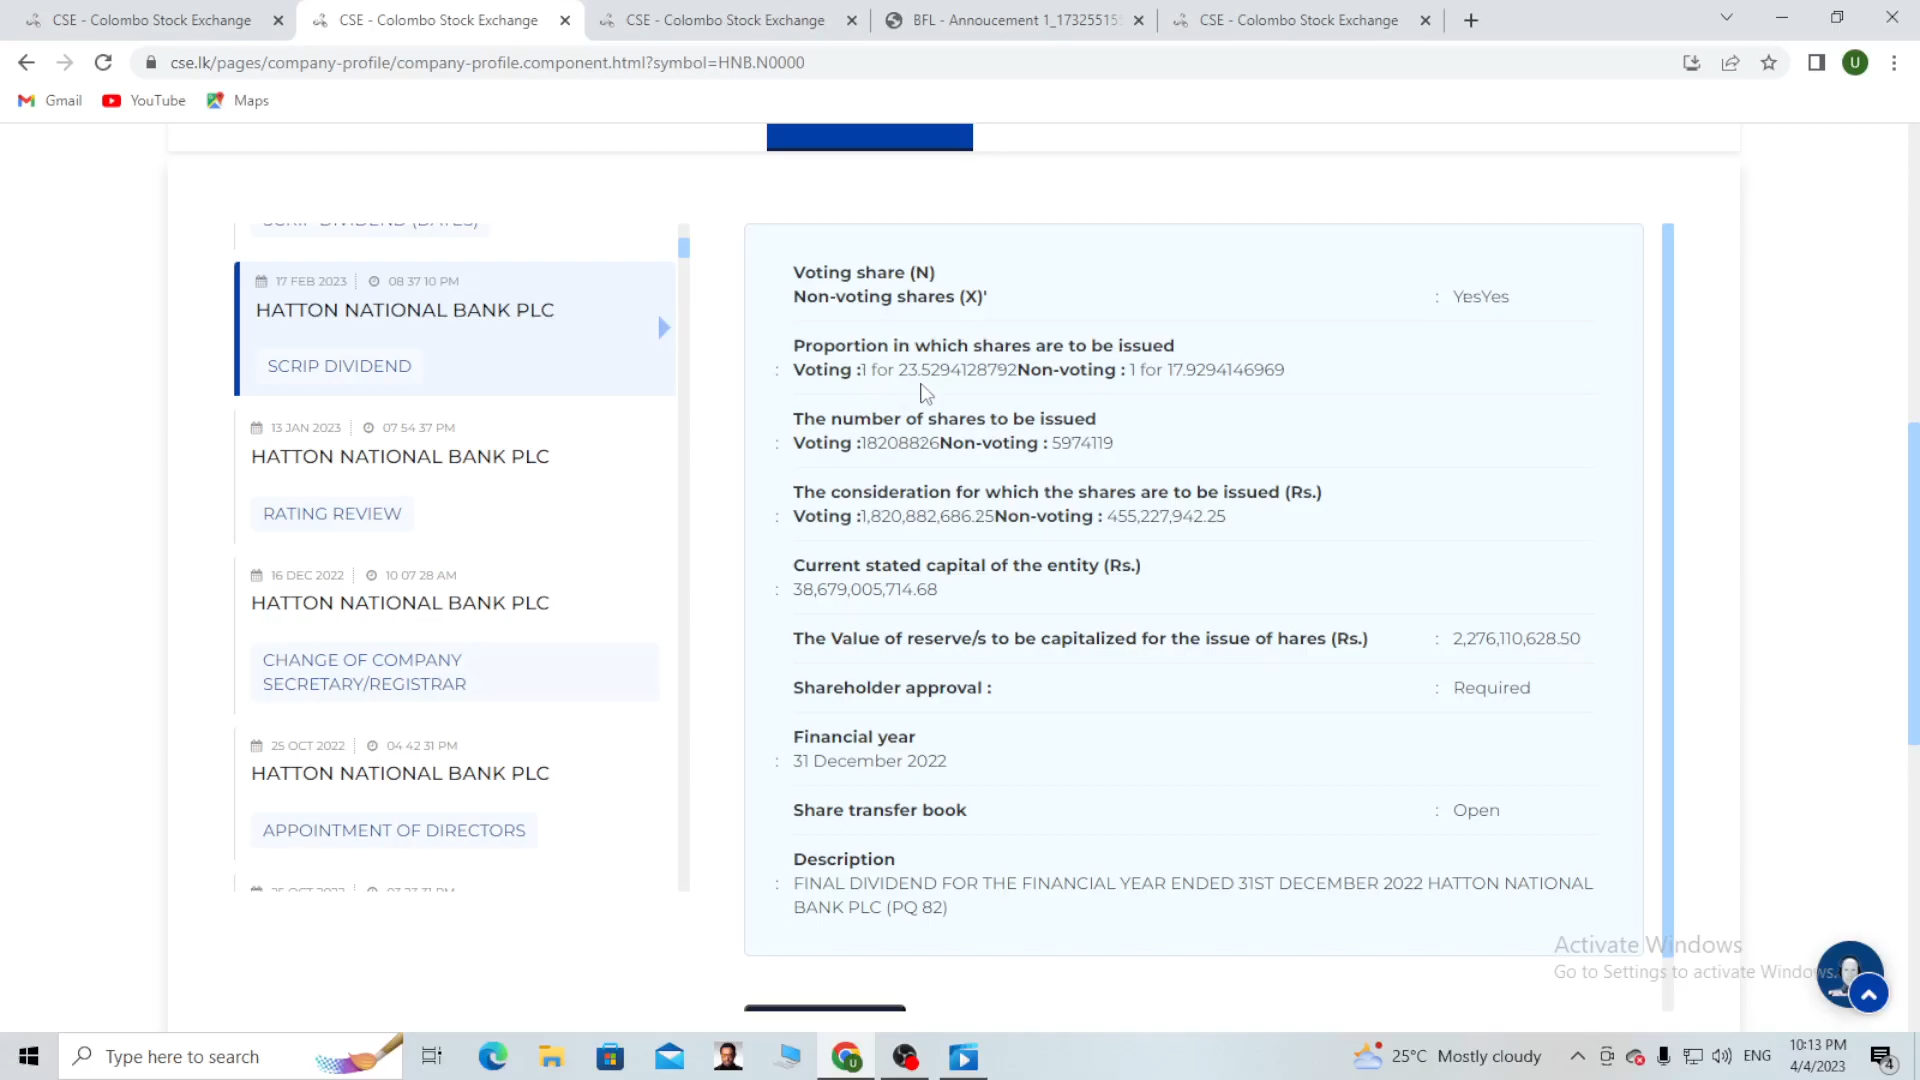 CSE - Colombo Stock Exchange
CSE - Colombo Stock Exchange
CSE - Colombo Stock Exchange
BFL - Annoucement 1_173255155
CSE - Colombo Stock Exchange
cse.lk/pages/company-profile/company-profile.component.html?symbol=HNB.N0000
U
Gmail
YouTube
Maps
SCRIP DIVIDEND (DATES)
17 FEB 2023
08 37 10 PM
HATTON NATIONAL BANK PLC
SCRIP DIVIDEND
13 JAN 2023
07 54 37 PM
HATTON NATIONAL BANK PLC
RATING REVIEW
16 DEC 2022
10 07 28 AM
HATTON NATIONAL BANK PLC
CHANGE OF COMPANY
SECRETARY/REGISTRAR
25 OCT 2022
04 42 31 PM
HATTON NATIONAL BANK PLC
APPOINTMENT OF DIRECTORS
Voting share (N)
Non-voting shares (X)'
: YesYes
Proportion in which shares are to be issued
: Voting :1 for 23.5294128792Non-voting : 1 for 17.9294146969
The number of shares to be issued
: Voting :18208826Non-voting : 5974119
The consideration for which the shares are to be issued (Rs.)
: Voting :1,820,882,686.25Non-voting : 455,227,942.25
Current stated capital of the entity (Rs.)
: 38,679,005,714.68
The Value of reserve/s to be capitalized for the issue of hares (Rs.) : 2,276,110,628.50
Shareholder approval : : Required
Financial year
: 31 December 2022
Share transfer book : Open
Description
: FINAL DIVIDEND FOR THE FINANCIAL YEAR ENDED 31ST DECEMBER 2022 HATTON NATIONAL
BANK PLC (PQ 82)
Activate Windows
Go to Settings to activate Windows.
Type here to search
25°C Mostly cloudy
ENG
10:13 PM
4/4/2023
4